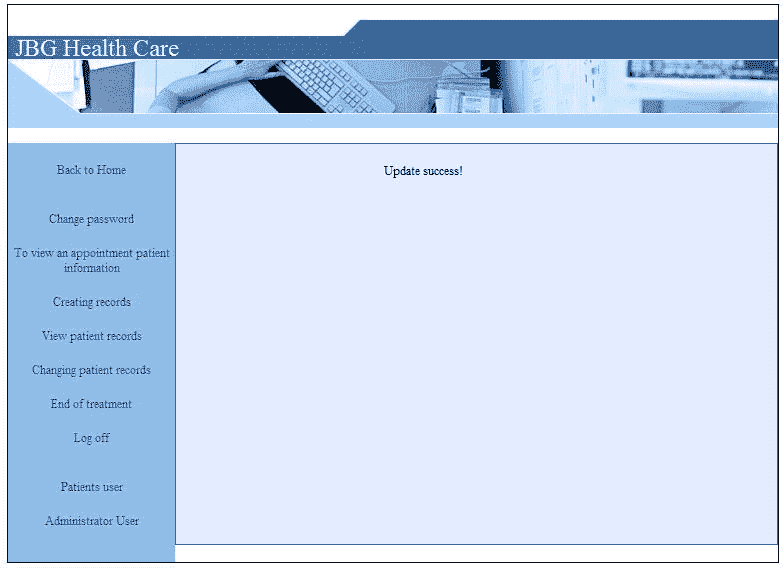 JBG Health Care
Back to Home
Update success!
Change password
To view an appointment patient
information
Creating records
View patient records
Changing patient records
End of treatment
Log off
Patients user
Administrator User